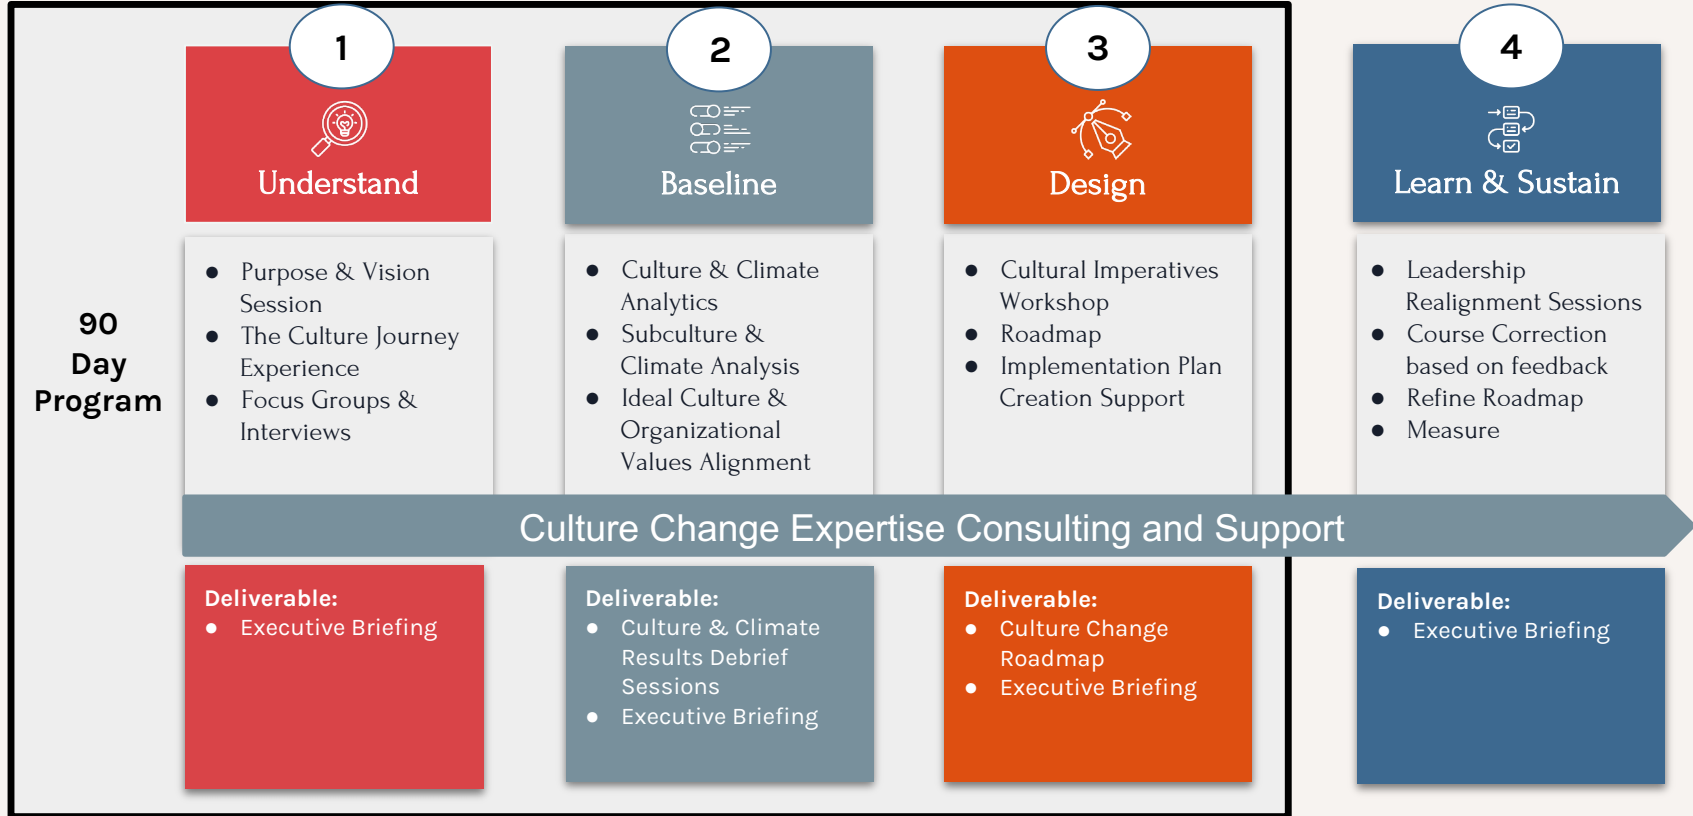 90
Day
Program
1
Understand
● Purpose & Vision
Session
● The Culture Journey
Experience
● Focus Groups &
Interviews
2
Baseline
● Culture & Climate
Analytics
● Subculture &
Climate Analysis
● Ideal Culture &
Organizational
Values Alignment
3
Design
● Cultural Imperatives
Workshop
● Roadmap
● Implementation Plan
Creation Support
4
Learn & Sustain
● Leadership
Realignment Sessions
● Course Correction
based on feedback
● Refine Roadmap
● Measure
Culture Change Expertise Consulting and Support
Deliverable:
● Executive Briefing
Deliverable:
● Culture & Climate
Results Debrief
Sessions
● Executive Briefing
Deliverable:
● Culture Change
Roadmap
● Executive Briefing
Deliverable:
● Executive Briefing